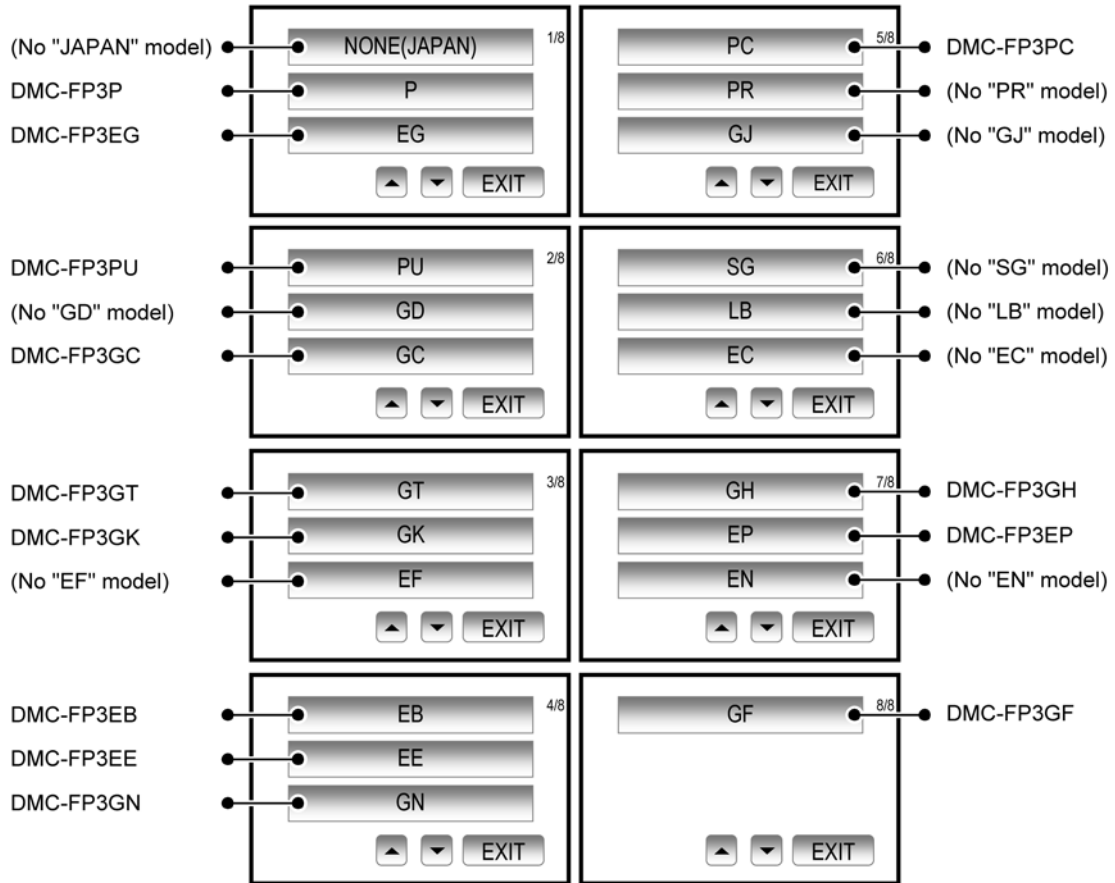 (No "JAPAN" model)
NONE(JAPAN)
1/8
DMC-FP3P
P
DMC-FP3EG
EG
EXIT
PC
5/8
DMC-FP3PC
PR
(No "PR" model)
GJ
(No "GJ" model)
EXIT
DMC-FP3PU
PU
2/8
(No "GD" model)
GD
DMC-FP3GC
GC
EXIT
SG
6/8
(No "SG" model)
LB
(No "LB" model)
EC
(No "EC" model)
EXIT
DMC-FP3GT
GT
3/8
DMC-FP3GK
GK
(No "EF" model)
EF
EXIT
GH
7/8
DMC-FP3GH
EP
DMC-FP3EP
EN
(No "EN" model)
EXIT
DMC-FP3EB
EB
4/8
DMC-FP3EE
EE
DMC-FP3GN
GN
EXIT
GF
8/8
DMC-FP3GF
EXIT